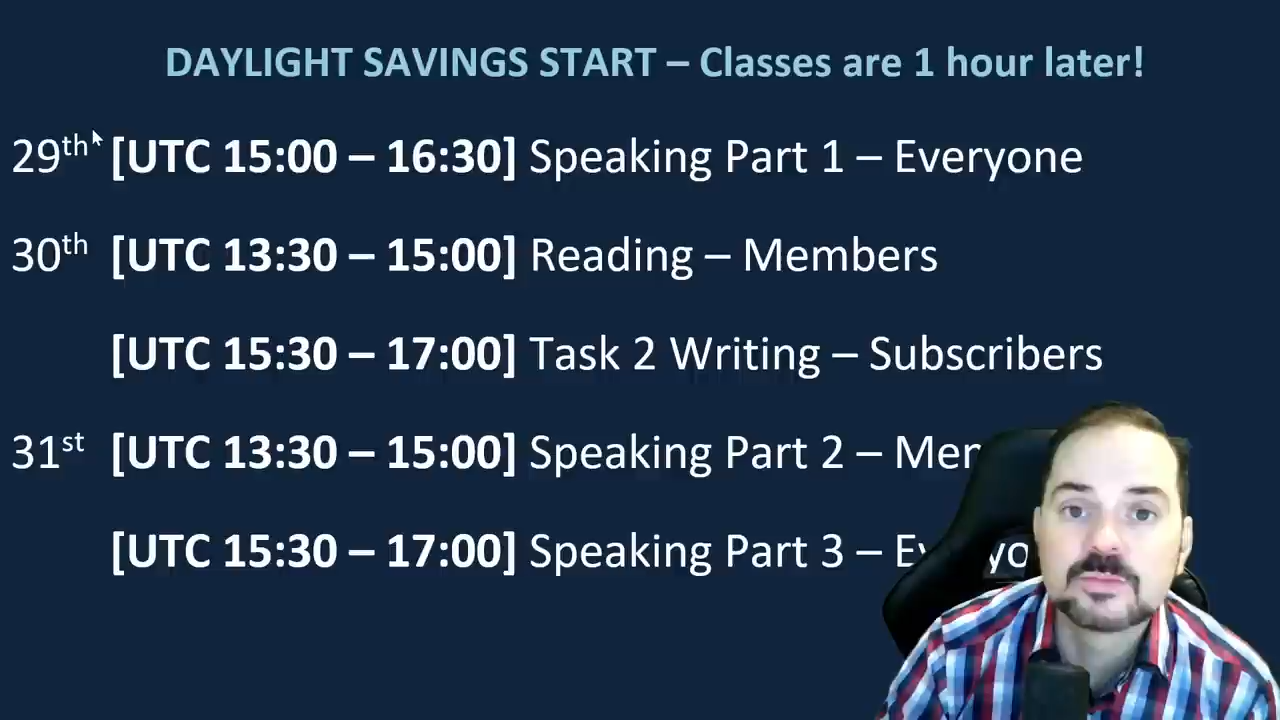 DAYLIGHT SAVINGS START – Classes are 1 hour later!
29th [UTC 15:00 – 16:30] Speaking Part 1 – Everyone
30th [UTC 13:30 – 15:00] Reading – Members
[UTC 15:30 – 17:00] Task 2 Writing – Subscribers
31st [UTC 13:30 – 15:00] Speaking Part 2 –
[UTC 15:30 – 17:00] Speaking Part 3 –